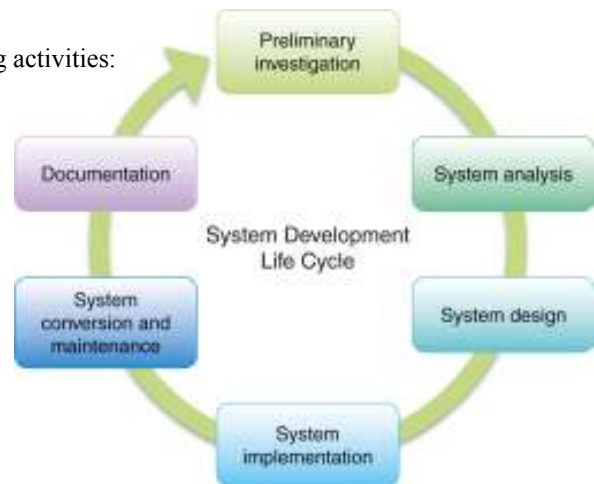 g activities:
Preliminary
investigation
System analysis
System design
System
implementation
System
conversion and
maintenance
Documentation
System Development
Life Cycle